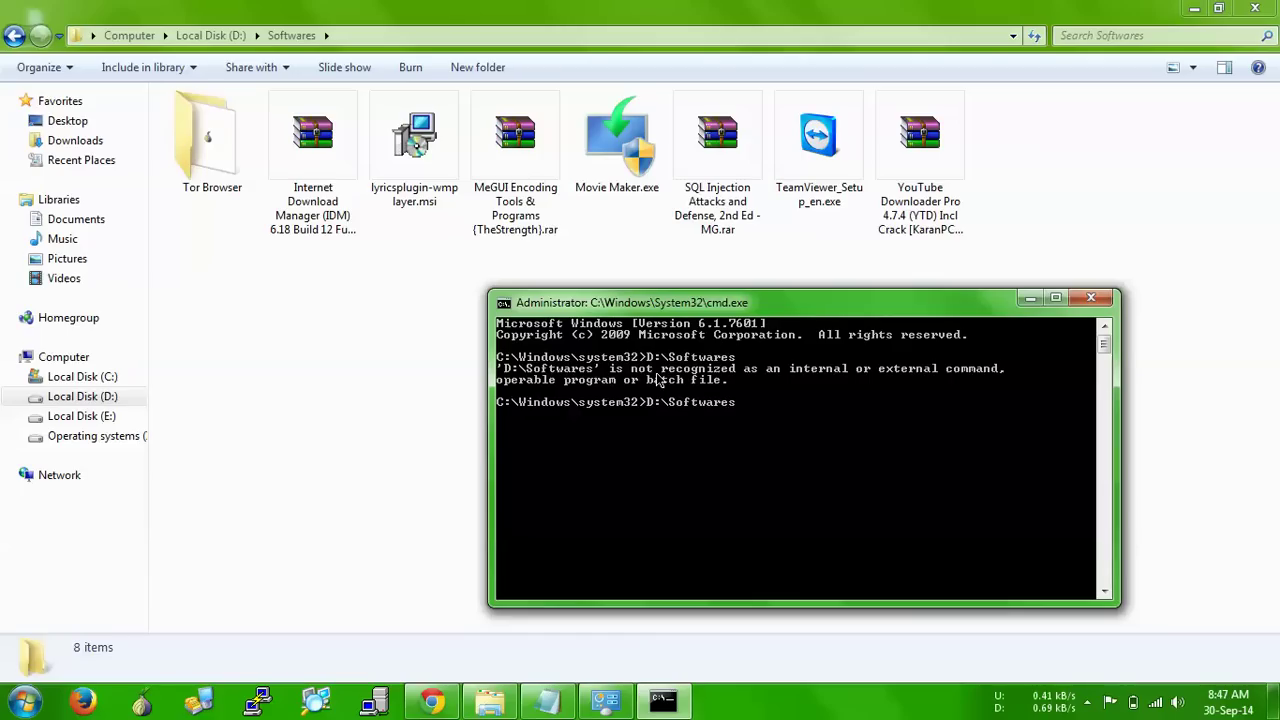 Computer
Local Disk (D:)
Softwares
Search Softwares
Organize
Include in library
Share with
Slide show
Burn
New folder
Favorites
Desktop
Downloads
Recent Places
Libraries
Documents
Music
Pictures
Videos
Homegroup
Computer
Local Disk (C:)
Local Disk (D:)
Local Disk (E:)
Operating systems (
Network
Tor Browser
Internet
Download
Manager (IDM)
6.18 Build 12 Fu...
lyricsplugin-wmp
layer.msi
MeGUI Encoding
Tools &
Programs
{TheStrength}.rar
Movie Maker.exe
SQL Injection
Attacks and
Defense, 2nd Ed -
MG.rar
TeamViewer_Setu
p_en.exe
YouTube
Downloader Pro
4.7.4 (YTD) Incl
Crack [KaranPC...
Administrator: C:\Windows\System32\cmd.exe
Microsoft Windows [Version 6.1.7601]
Copyright (c) 2009 Microsoft Corporation. All rights reserved.
C:\Windows\system32>D:\Softwares
'D:\Softwares' is not recognized as an internal or external command,
operable program or batch file.
C:\Windows\system32>D:\Softwares
8 items
U: 0.41 kB/s
D: 0.69 kB/s
8:47 AM
30-Sep-14